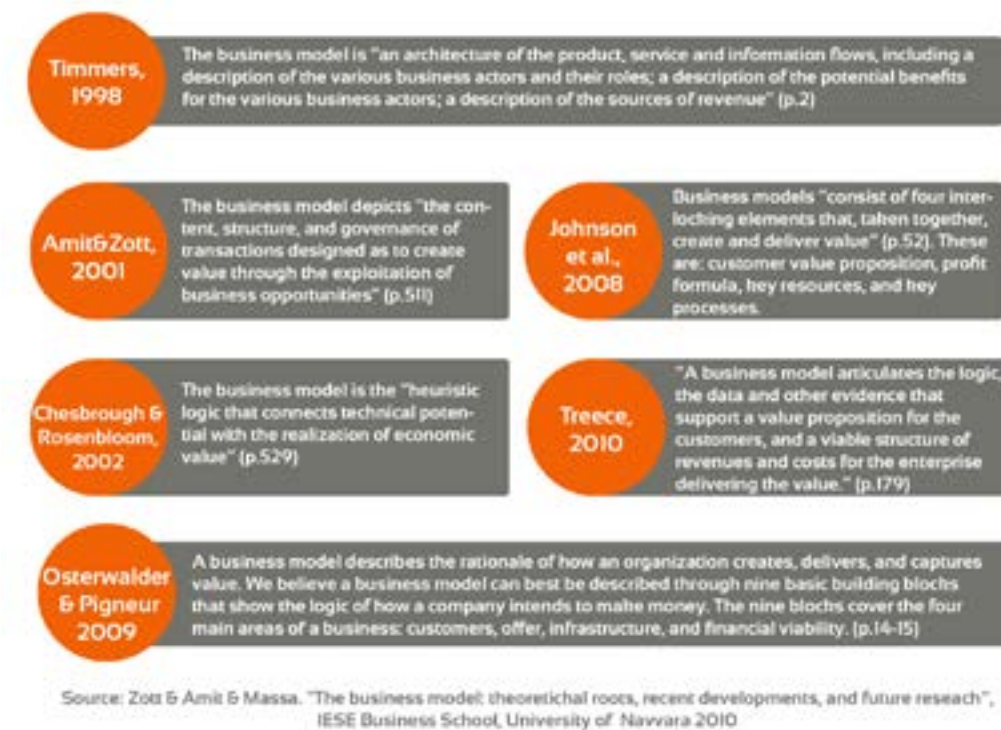 Timmers,
1998
The business model is "an architecture of the product, service and information flows, including a
description of the various business actors and their roles; a description of the potential benefits
for the various business actors; a description of the sources of revenue" (p.2)
Amit&Zott,
2001
The business model depicts "the con-
tent, structure, and governance of
transactions designed as to create
value through the exploitation of
business opportunities" (p.511)
Johnson
et al.,
2008
Business models "consist of four inter-
locking elements that, taken together,
create and deliver value" (p.52). These
are: customer value proposition, profit
formula, key resources, and key
processes.
Chesbrough &
Rosenbloom,
2002
The business model is the "heuristic
logic that connects technical poten-
tial with the realization of economic
value" (p.529)
Treece,
2010
"A business model articulates the logic,
the data and other evidence that
support a value proposition for the
customers, and a viable structure of
revenues and costs for the enterprise
delivering the value." (p.179)
Osterwalder
& Pigneur
2009
A business model describes the rationale of how an organization creates, delivers, and captures
value. We believe a business model can best be described through nine basic building blocks
that show the logic of how a company intends to make money. The nine blocks cover the four
main areas of a business: customers, offer, infrastructure, and financial viability. (p.14-15)
Source: Zott & Amit & Massa. "The business model: theoretichal roots, recent developments, and future reseach",
IESE Business School, University of Navvara 2010